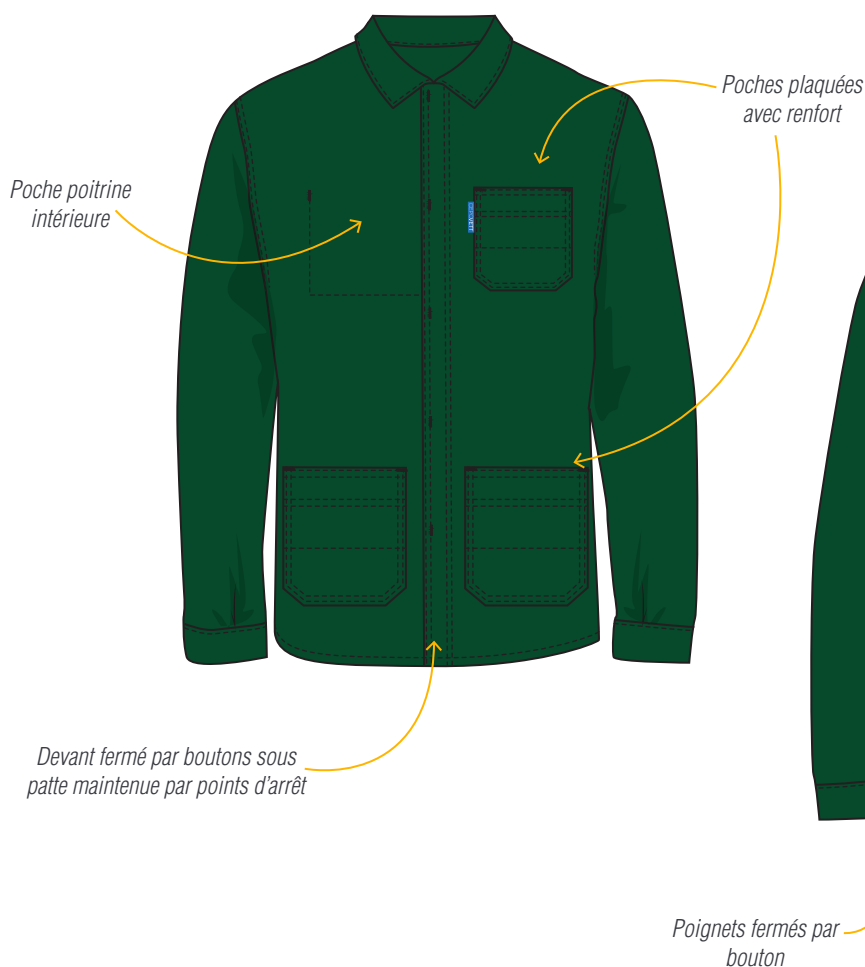 Poches plaquées
avec renfort
Poche poitrine
intérieure
Devant fermé par boutons sous
patte maintenue par points d'arrêt
Poignets fermés par
bouton